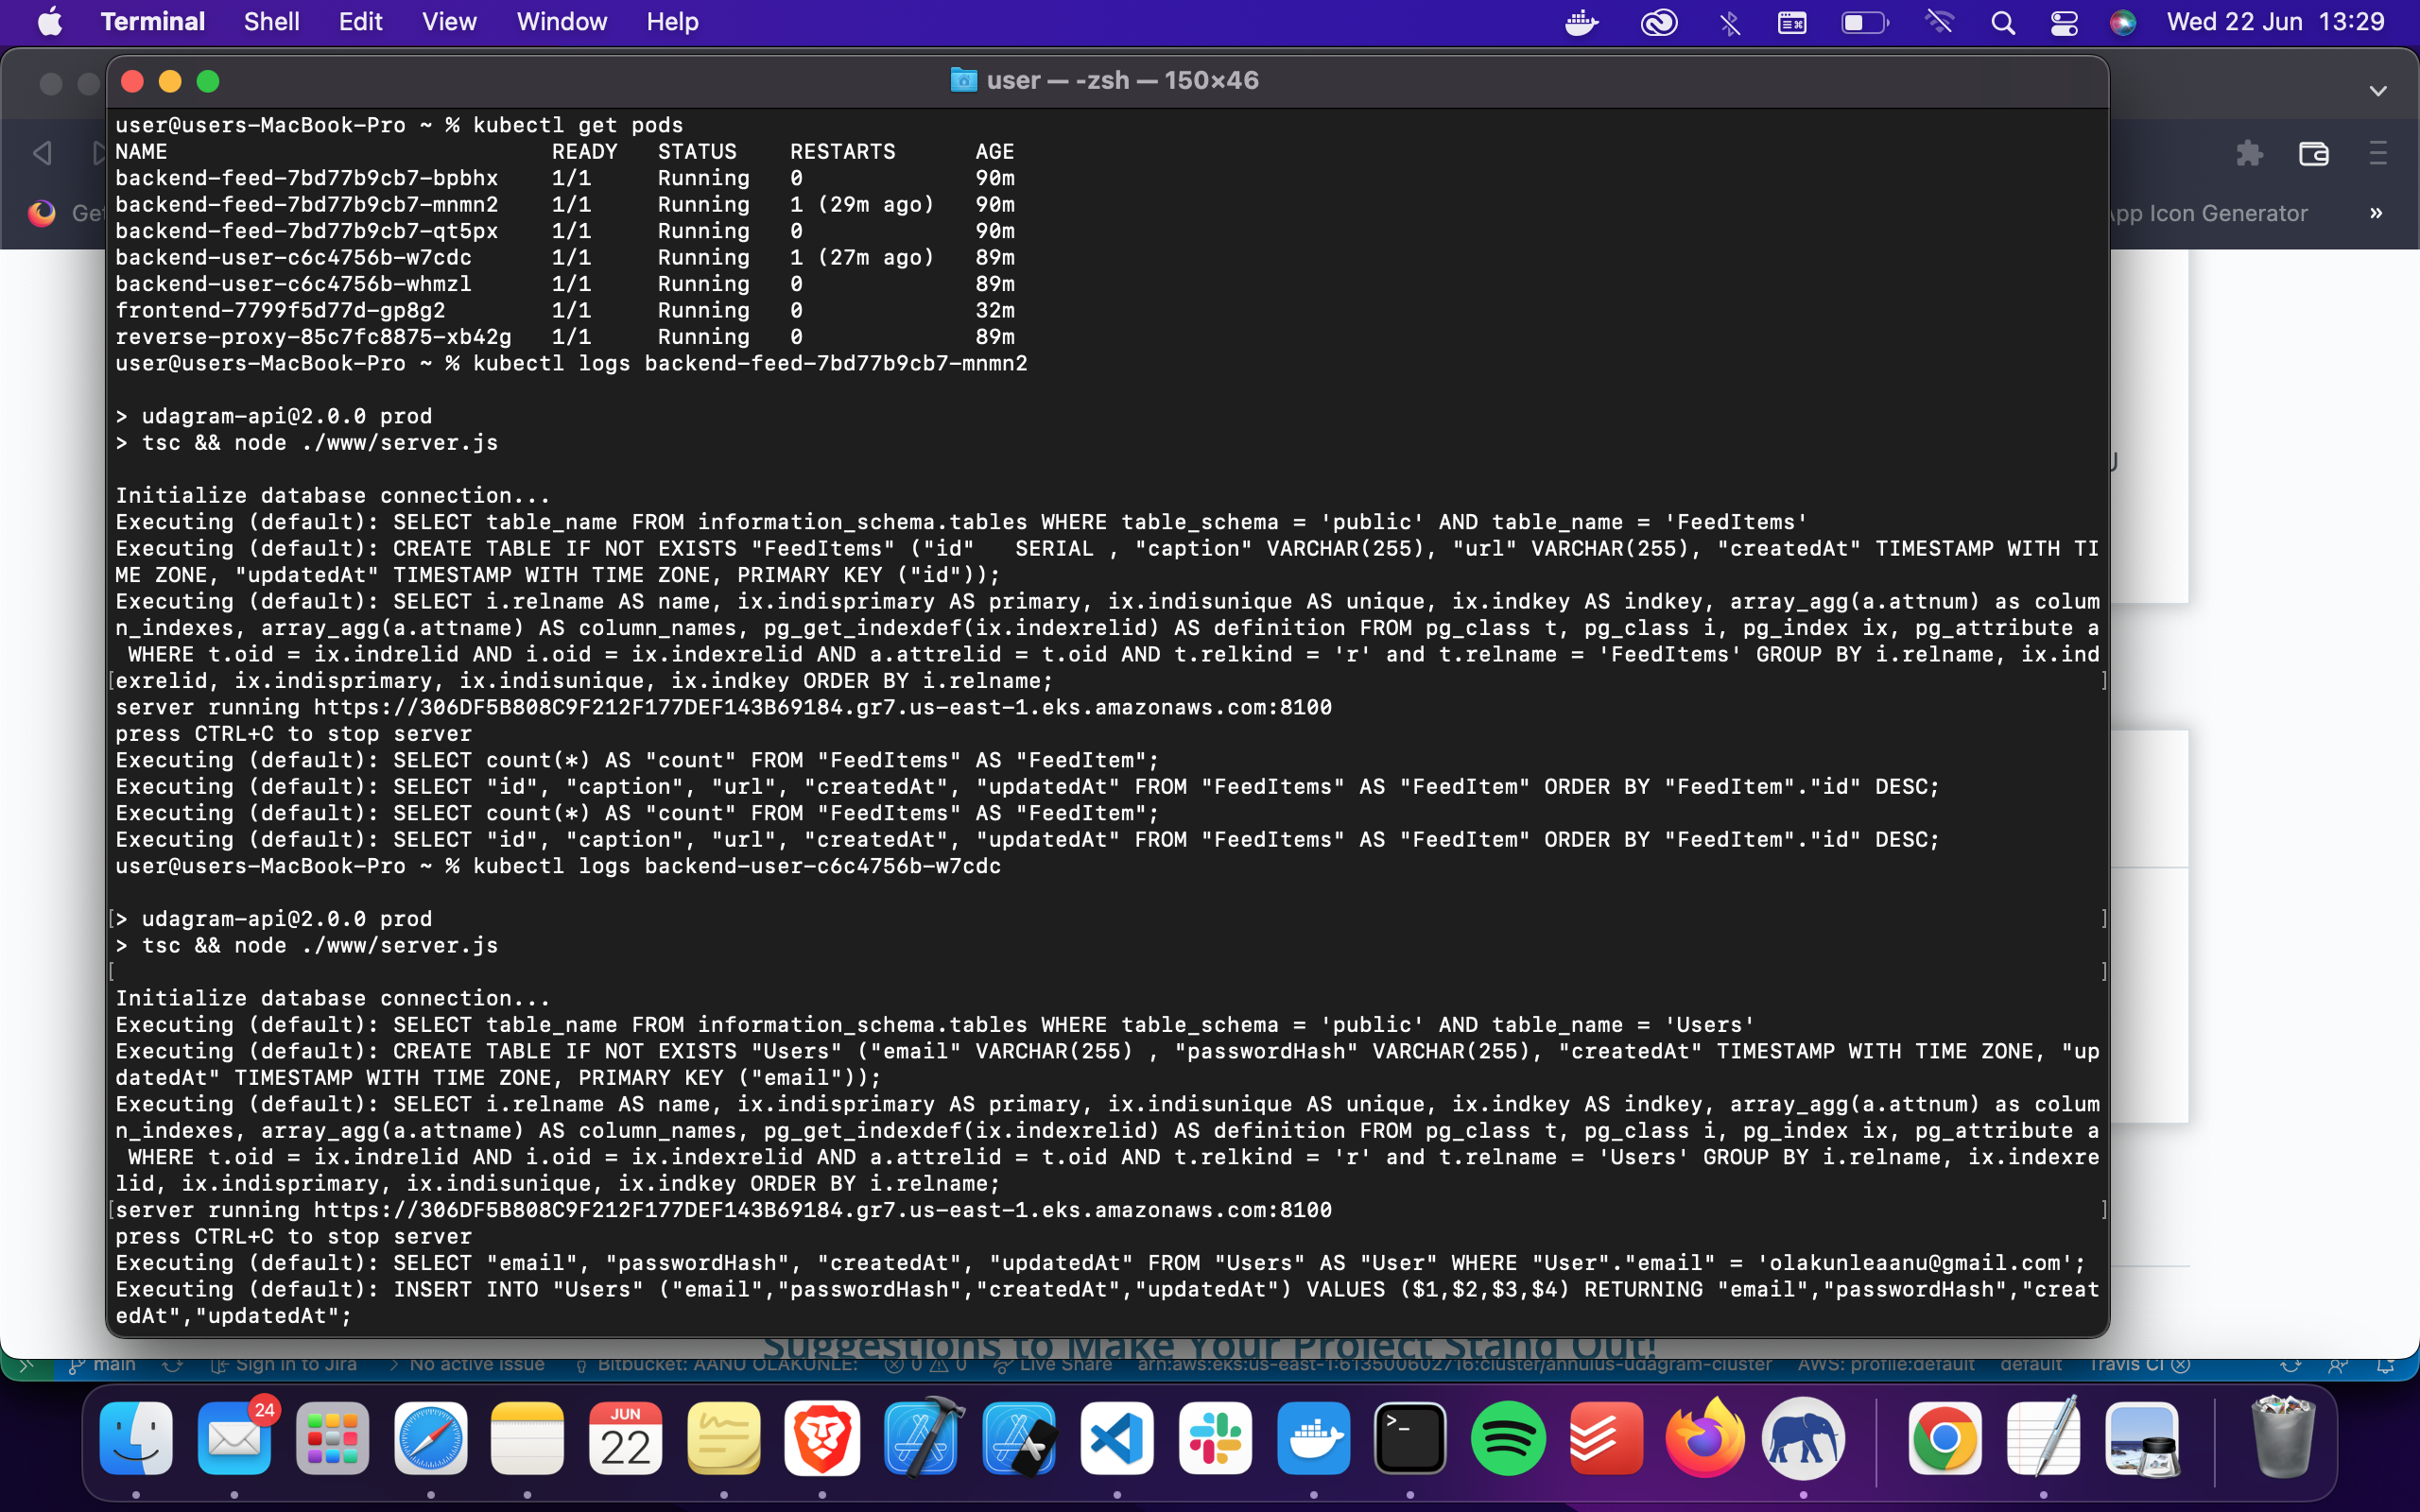 Terminal Shell Edit View Window Help Wed 22 Jun 13:29
user — -zsh — 150×46
user@users-MacBook-Pro ~ % kubectl get pods
NAME READY STATUS RESTARTS AGE
backend-feed-7bd77b9cb7-bpbhx 1/1 Running 0 90m
backend-feed-7bd77b9cb7-mnmn2 1/1 Running 1 (29m ago) 90m
backend-feed-7bd77b9cb7-qt5px 1/1 Running 0 90m
backend-user-c6c4756b-w7cdc 1/1 Running 1 (27m ago) 89m
backend-user-c6c4756b-whmzl 1/1 Running 0 89m
frontend-7799f5d77d-gp8g2 1/1 Running 0 32m
reverse-proxy-85c7fc8875-xb42g 1/1 Running 0 89m
user@users-MacBook-Pro ~ % kubectl logs backend-feed-7bd77b9cb7-mnmn2
> udagram-api@2.0.0 prod
> tsc && node ./www/server.js
Initialize database connection...
Executing (default): SELECT table_name FROM information_schema.tables WHERE table_schema = 'public' AND table_name = 'FeedItems'
Executing (default): CREATE TABLE IF NOT EXISTS "FeedItems" ("id"   SERIAL , "caption" VARCHAR(255), "url" VARCHAR(255), "createdAt" TIMESTAMP WITH TI
ME ZONE, "updatedAt" TIMESTAMP WITH TIME ZONE, PRIMARY KEY ("id"));
Executing (default): SELECT i.relname AS name, ix.indisprimary AS primary, ix.indisunique AS unique, ix.indkey AS indkey, array_agg(a.attnum) as colum
n_indexes, array_agg(a.attname) AS column_names, pg_get_indexdef(ix.indexrelid) AS definition FROM pg_class t, pg_class i, pg_index ix, pg_attribute a
 WHERE t.oid = ix.indrelid AND i.oid = ix.indexrelid AND a.attrelid = t.oid AND t.relkind = 'r' and t.relname = 'FeedItems' GROUP BY i.relname, ix.ind
[exrelid, ix.indisprimary, ix.indisunique, ix.indkey ORDER BY i.relname; ]
server running https://306DF5B808C9F212F177DEF143B69184.gr7.us-east-1.eks.amazonaws.com:8100
press CTRL+C to stop server
Executing (default): SELECT count(*) AS "count" FROM "FeedItems" AS "FeedItem";
Executing (default): SELECT "id", "caption", "url", "createdAt", "updatedAt" FROM "FeedItems" AS "FeedItem" ORDER BY "FeedItem"."id" DESC;
Executing (default): SELECT count(*) AS "count" FROM "FeedItems" AS "FeedItem";
Executing (default): SELECT "id", "caption", "url", "createdAt", "updatedAt" FROM "FeedItems" AS "FeedItem" ORDER BY "FeedItem"."id" DESC;
user@users-MacBook-Pro ~ % kubectl logs backend-user-c6c4756b-w7cdc
[> udagram-api@2.0.0 prod ]
> tsc && node ./www/server.js
[ ]
Initialize database connection...
Executing (default): SELECT table_name FROM information_schema.tables WHERE table_schema = 'public' AND table_name = 'Users'
Executing (default): CREATE TABLE IF NOT EXISTS "Users" ("email" VARCHAR(255) , "passwordHash" VARCHAR(255), "createdAt" TIMESTAMP WITH TIME ZONE, "up
datedAt" TIMESTAMP WITH TIME ZONE, PRIMARY KEY ("email"));
Executing (default): SELECT i.relname AS name, ix.indisprimary AS primary, ix.indisunique AS unique, ix.indkey AS indkey, array_agg(a.attnum) as colum
n_indexes, array_agg(a.attname) AS column_names, pg_get_indexdef(ix.indexrelid) AS definition FROM pg_class t, pg_class i, pg_index ix, pg_attribute a
 WHERE t.oid = ix.indrelid AND i.oid = ix.indexrelid AND a.attrelid = t.oid AND t.relkind = 'r' and t.relname = 'Users' GROUP BY i.relname, ix.indexre
lid, ix.indisprimary, ix.indisunique, ix.indkey ORDER BY i.relname;
[server running https://306DF5B808C9F212F177DEF143B69184.gr7.us-east-1.eks.amazonaws.com:8100 ]
press CTRL+C to stop server
Executing (default): SELECT "email", "passwordHash", "createdAt", "updatedAt" FROM "Users" AS "User" WHERE "User"."email" = 'olakunleaanu@gmail.com';
Executing (default): INSERT INTO "Users" ("email","passwordHash","createdAt","updatedAt") VALUES ($1,$2,$3,$4) RETURNING "email","passwordHash","creat
edAt","updatedAt";
Get
App Icon Generator »
Suggestions to Make Your Project Stand Out!
main Sign in to Jira No active issue Bitbucket: AANU OLAKUNLE: 0 0 Live Share arn:aws:eks:us-east-1:613500602716:cluster/annulus-udagram-cluster AWS: profile:default default Travis CI
24
JUN
22